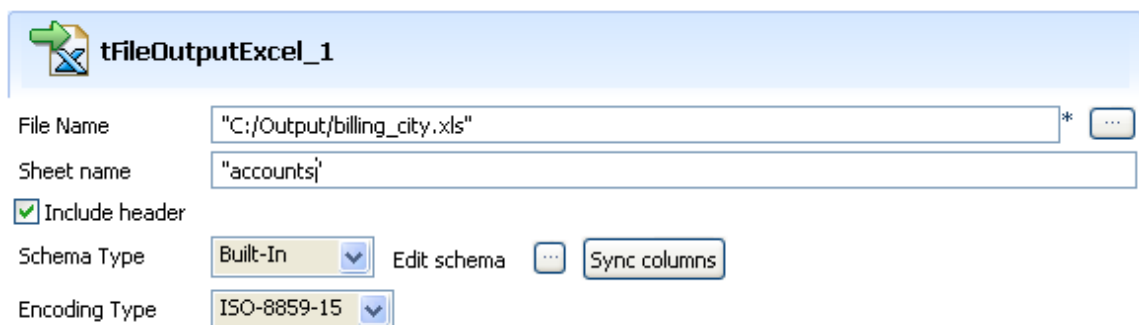 tFileOutputExcel_1
File Name "C:/Output/billing_city.xls" * ...
Sheet name "accounts"
Include header
Schema Type Built-In Edit schema ... Sync columns
Encoding Type ISO-8859-15